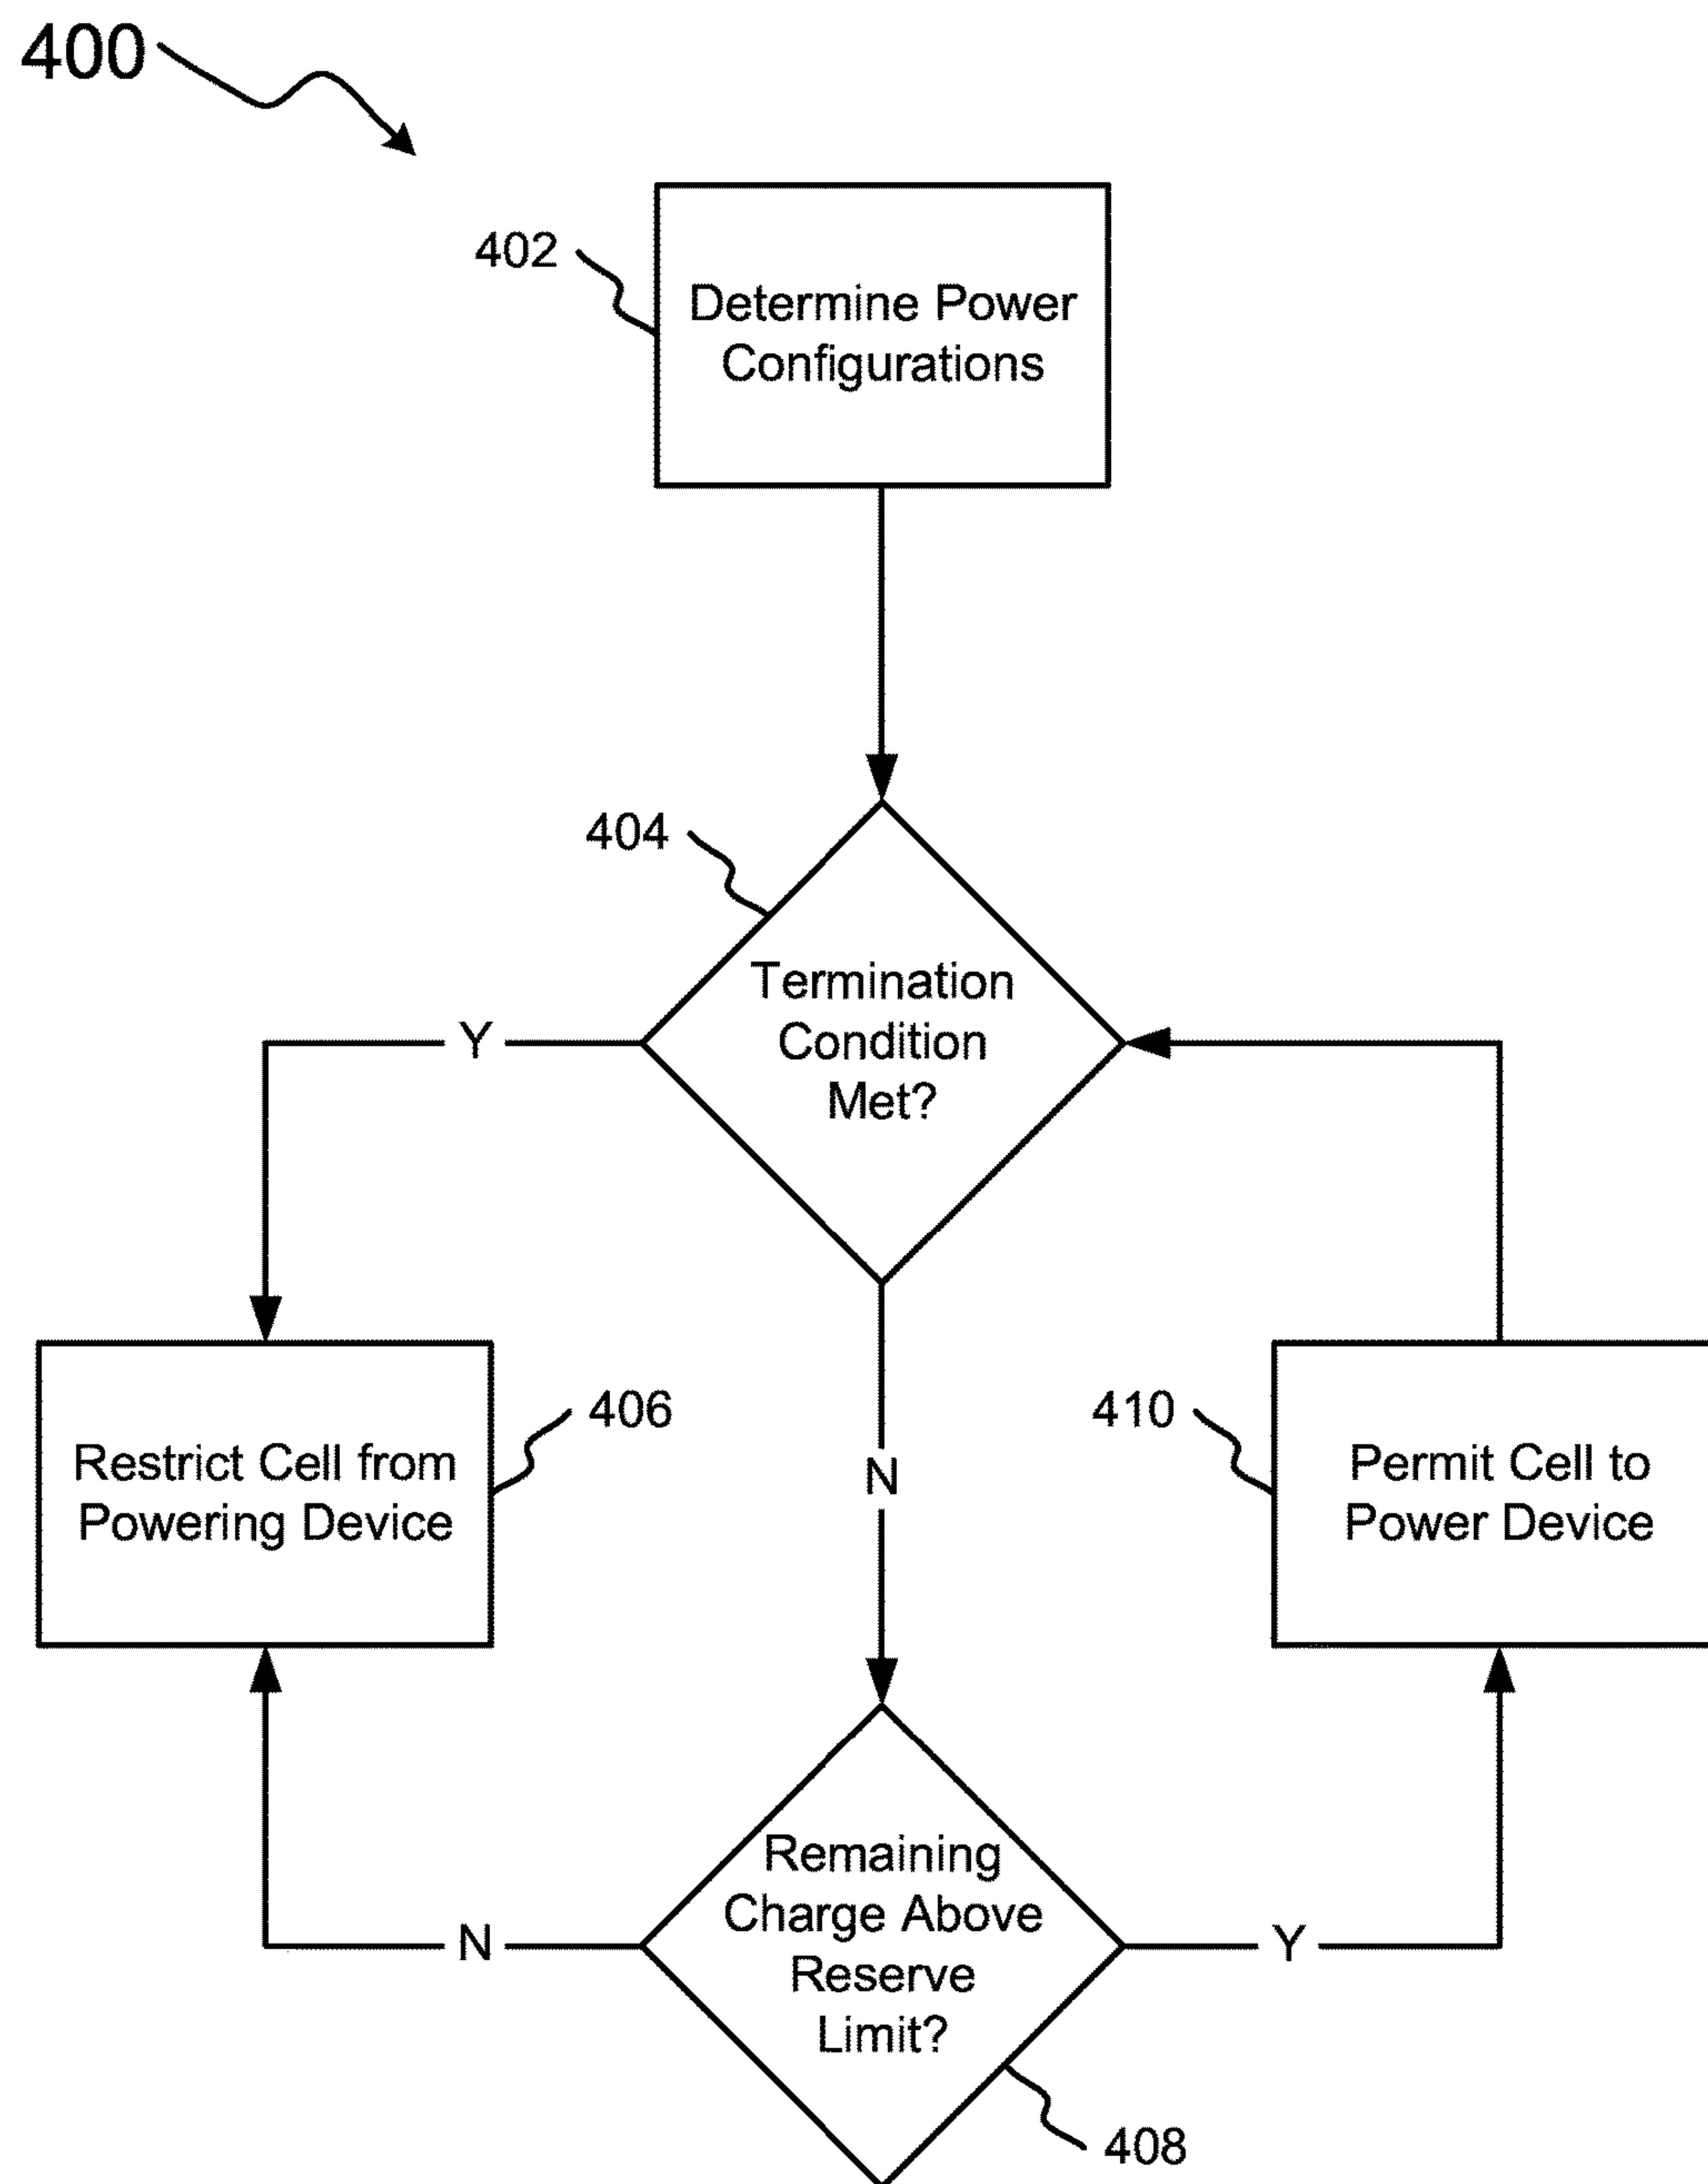 400
402
Determine Power
Configurations
404
Termination
Condition
Met?
Y
N
406
Restrict Cell from
Powering Device
410
Permit Cell to
Power Device
Remaining
Charge Above
Reserve
Limit?
N
Y
408